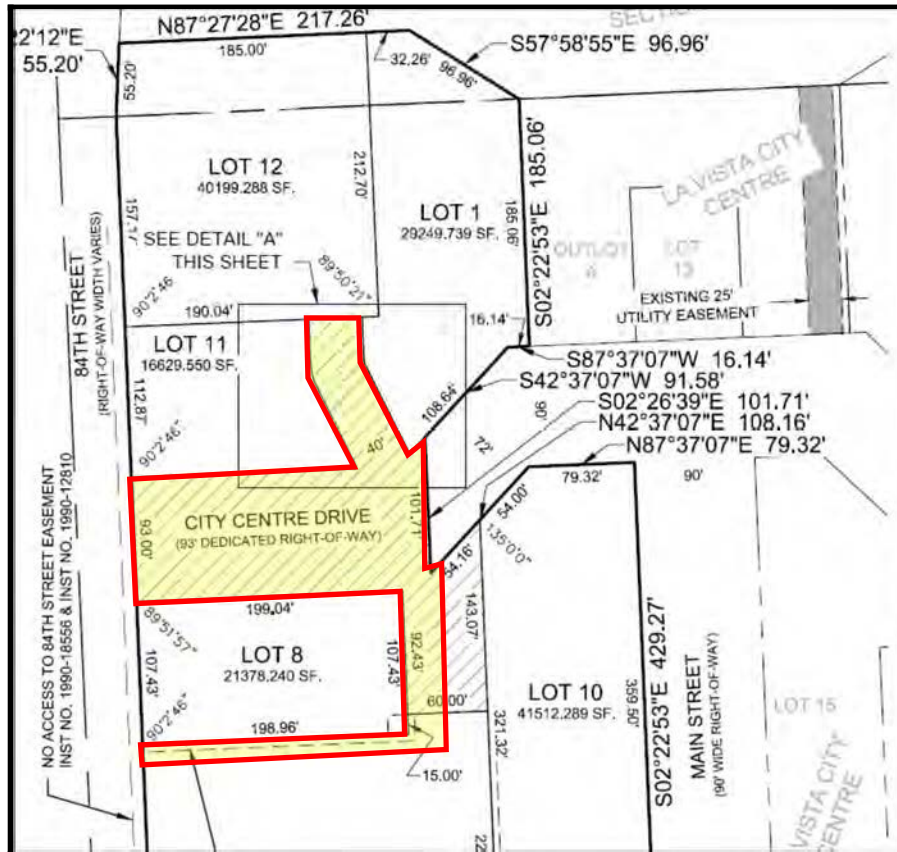 N87°27'28"E 217.26'
SECTIO
22'12"E
55.20'
185.00'
32.26'
S57°58'55"E 96.96'
96.96'
55.20'
LOT 12
40199.288 SF.
212.70'
LOT 1
29249.739 SF.
185.06'
S02°22'53"E 185.06'
LA VISTA CITY
CENTRE
OUTLOT
LOT
13
EXISTING 25'
UTILITY EASEMENT
84TH STREET
(RIGHT-OF-WAY WIDTH VARIES)
SEE DETAIL "A"
THIS SHEET
89°50'21"
90°2'46
190.04'
16.14'
LOT 11
16629.550 SF.
S87°37'07"W 16.14'
S42°37'07"W 91.58'
S02°26'39"E 101.71'
N42°37'07"E 108.16'
N87°37'07"E 79.32'
108.64'
90'
72'
112.87'
90°2'46"
40'
79.32'
90'
NO ACCESS TO 84TH STREET EASEMENT
INST NO. 1990-18556 & INST NO. 1990-12810
93.00'
CITY CENTRE DRIVE
(93' DEDICATED RIGHT-OF-WAY)
101.71'
54.00'
54.16'
135°0'0"
199.04'
89°51'57"
107.43'
LOT 8
21378.240 SF.
107.43'
92.43'
143.07'
60.00'
LOT 10
41512.289 SF.
359.50'
S02°22'53"E 429.27'
MAIN STREET
(90' WIDE RIGHT-OF-WAY)
LOT 15
90°2'46"
198.96'
321.32'
15.00'
VISTA CITY
CENTRE
22